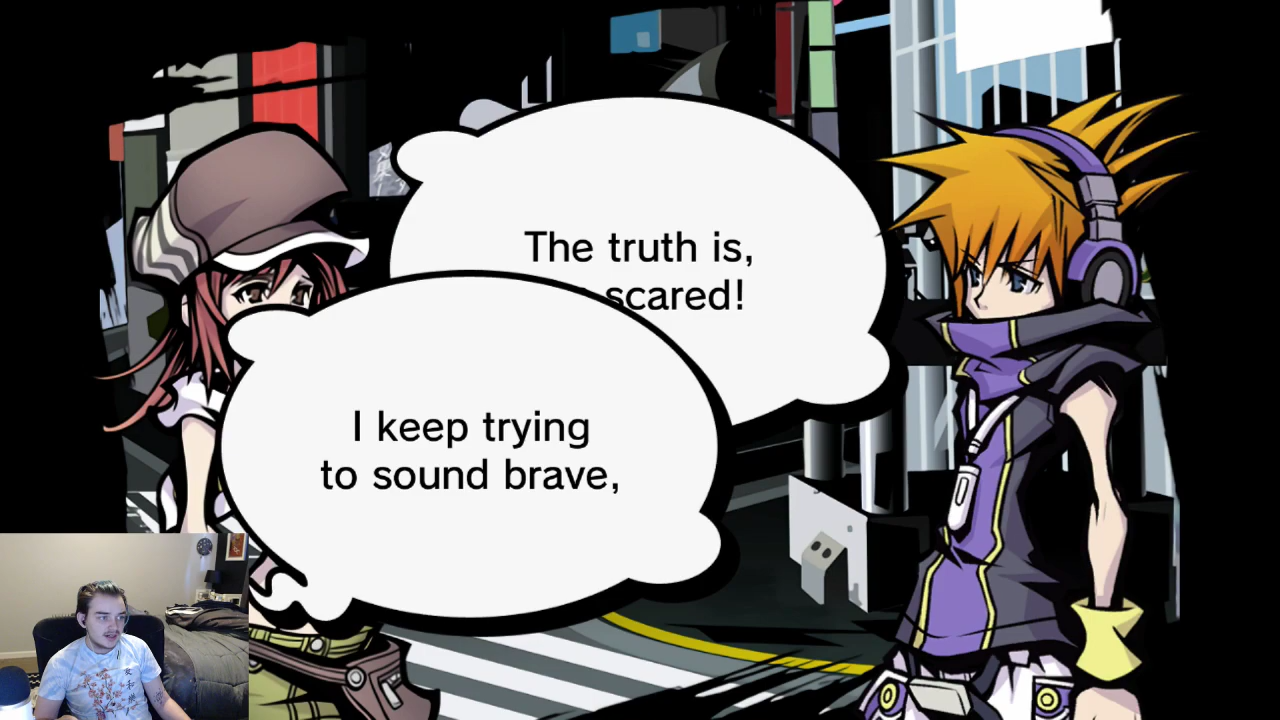 The truth is,
scared!
I keep trying
to sound brave,